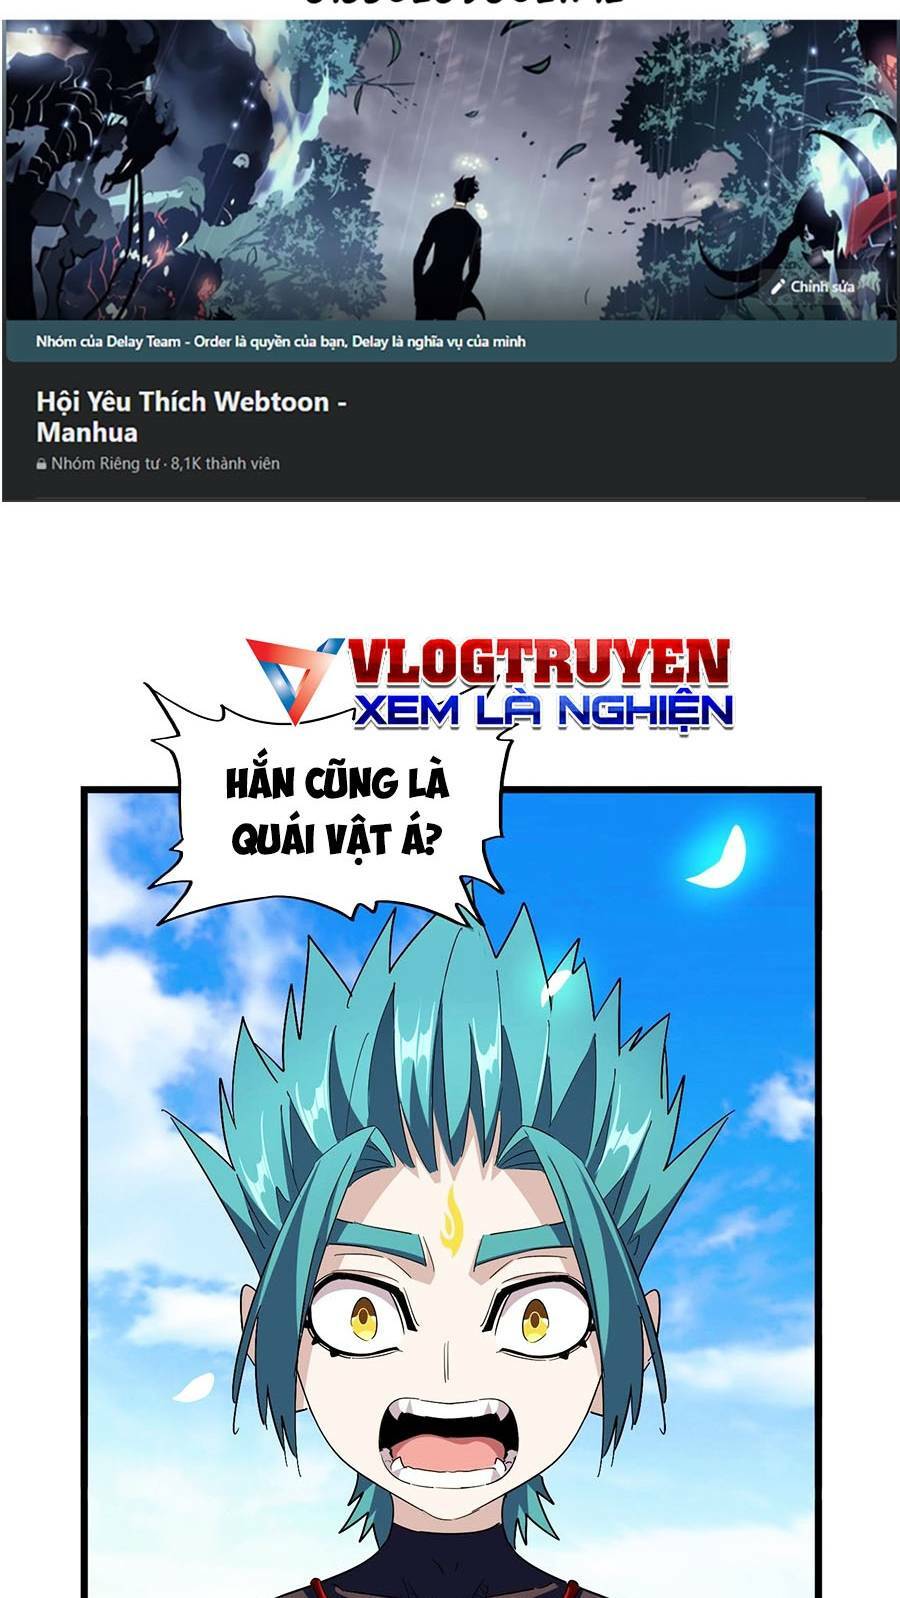 Chỉnh sửa
Nhóm của Delay Team - Order là quyền của bạn, Delay là nghĩa vụ của mình
Hội Yêu Thích Webtoon -
Manhua
Nhóm Riêng tư · 8,1K thành viên
VLOGTRUYEN
XEM LÀ NGHIỆN
HẮN CŨNG LÀ
QUÁI VẬT Á?